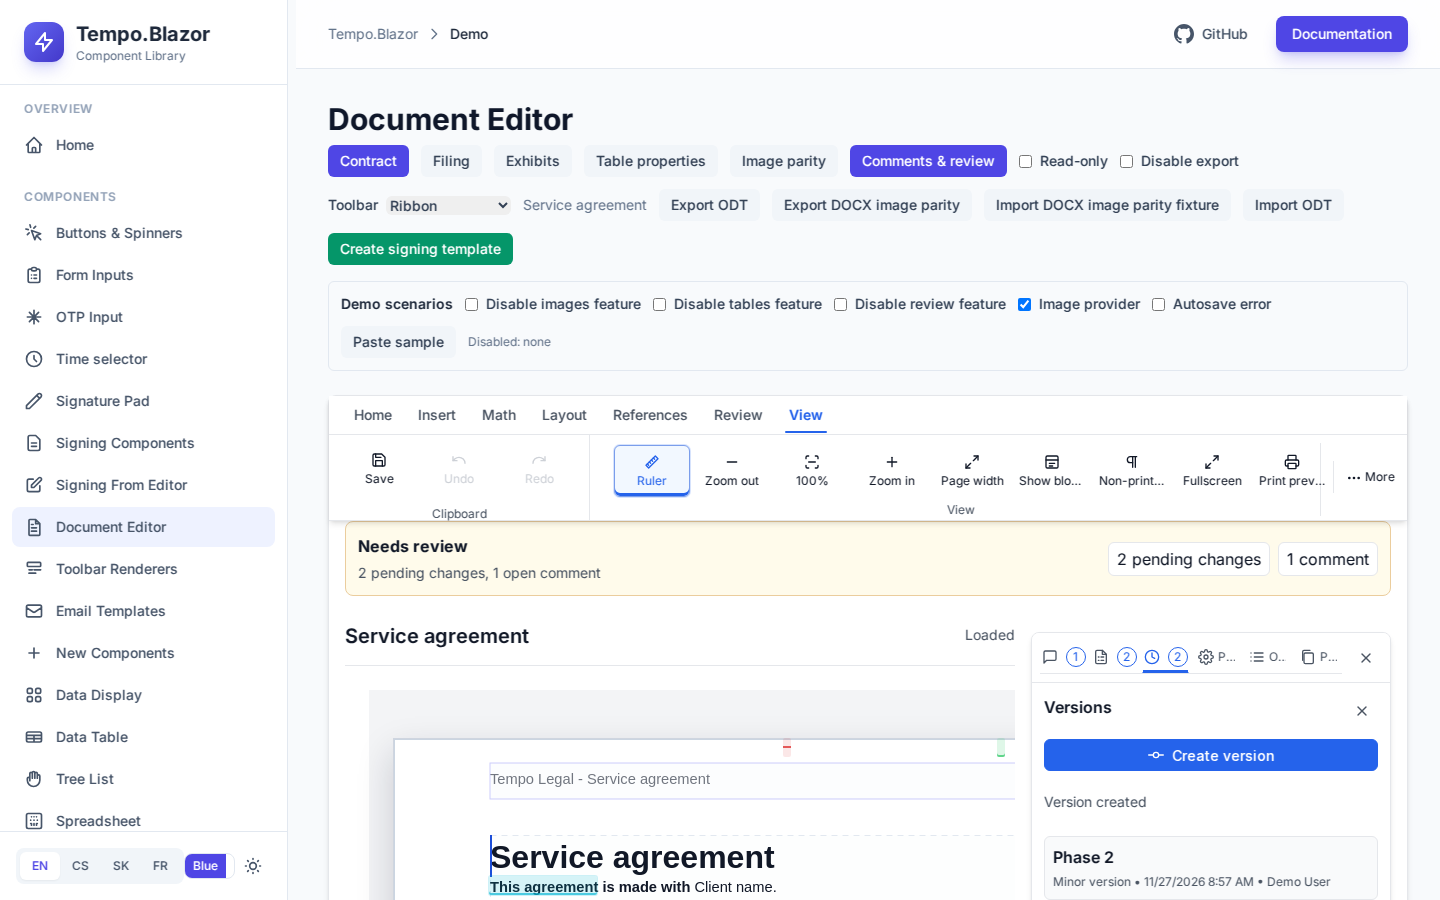 Tempo.Blazor
Component Library
OVERVIEW
Home
COMPONENTS
Buttons & Spinners
Form Inputs
OTP Input
Time selector
Signature Pad
Signing Components
Signing From Editor
Document Editor
Toolbar Renderers
Email Templates
New Components
Data Display
Data Table
Tree List
Spreadsheet
EN CS SK FR Blue
Tempo.Blazor Demo
GitHub Documentation
Document Editor
Contract Filing Exhibits Table properties Image parity Comments & review Read-only Disable export
Toolbar Ribbon Service agreement Export ODT Export DOCX image parity Import DOCX image parity fixture Import ODT
Create signing template
Demo scenarios Disable images feature Disable tables feature Disable review feature Image provider Autosave error
Paste sample Disabled: none
Home Insert Math Layout References Review View
Save Undo Redo Ruler Zoom out 100% Zoom in Page width Show blo... Non-print... Fullscreen Print prev... ... More
Clipboard View
Needs review
2 pending changes, 1 open comment
2 pending changes 1 comment
Service agreement Loaded
1 2 2 P... O... P...
Versions
Create version
Version created
Phase 2
Minor version • 11/27/2026 8:57 AM • Demo User
Tempo Legal - Service agreement
Service agreement
This agreement is made with Client name.